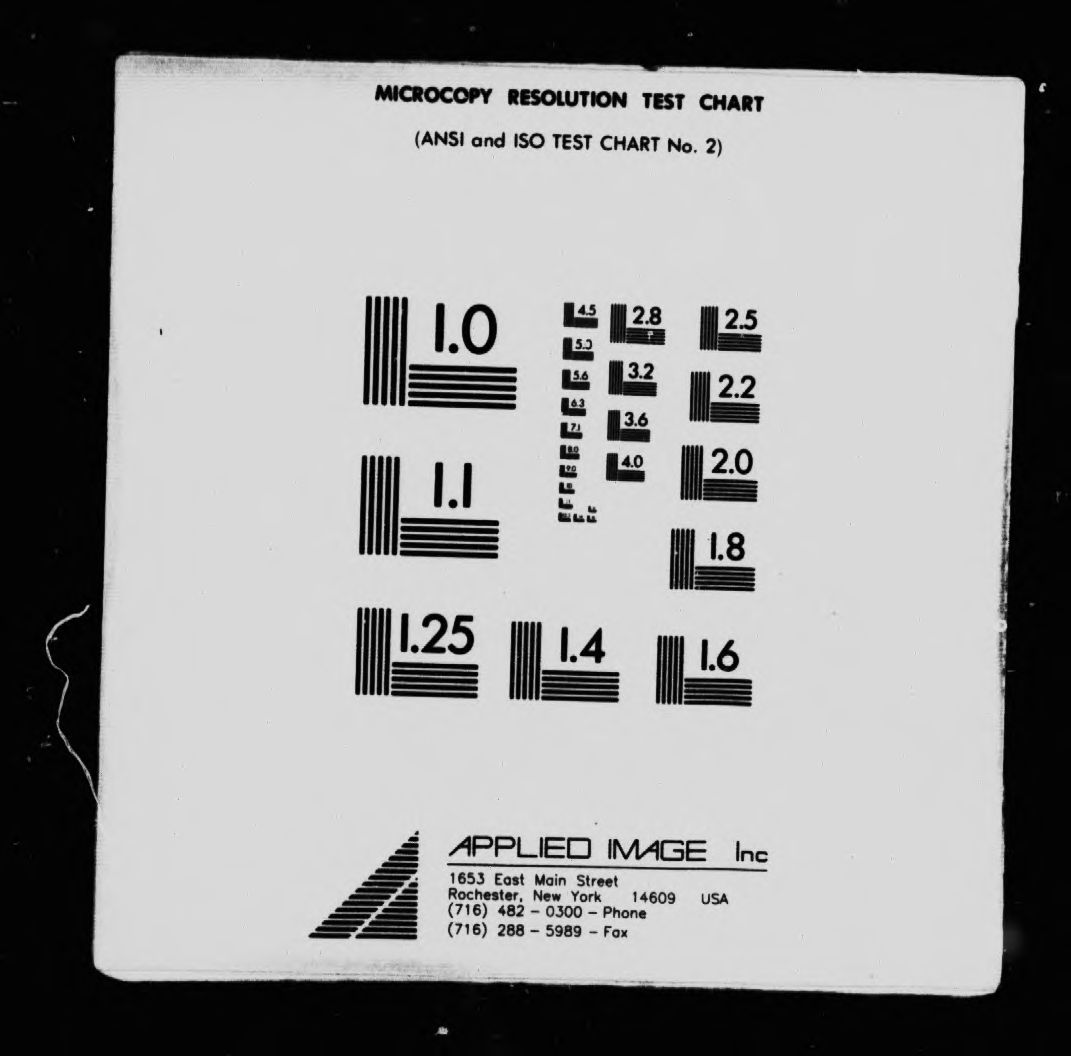 MICROCOPY RESOLUTION TEST CHART
(ANSI and ISO TEST CHART No. 2)
1.0
4.5
2.8
2.5
5.0
5.6
3.2
2.2
6.3
3.6
7.1
8.0
4.0
2.0
9.0
1.1
1.8
1.25
1.4
1.6
APPLIED IMAGE Inc
1653 East Main Street
Rochester, New York 14609 USA
(716) 482 - 0300 - Phone
(716) 288 - 5989 - Fax